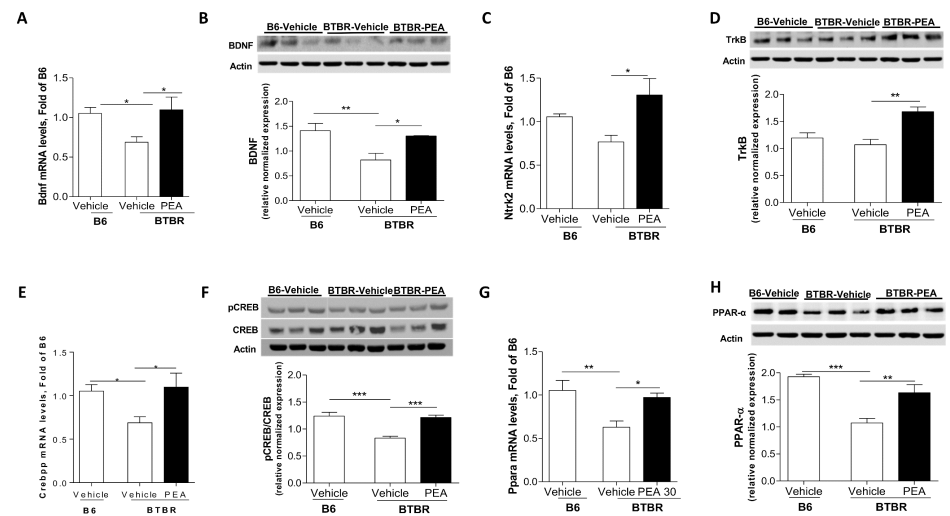 A
Bdnf mRNA levels, Fold of B6
1.5
1.0
0.5
0.0
*
*
Vehicle Vehicle PEA
B6 BTBR
B
B6-Vehicle BTBR-Vehicle BTBR-PEA
BDNF
Actin
BDNF
(relative normalized expression)
2.0
1.5
1.0
0.5
0.0
**
*
Vehicle Vehicle PEA
B6 BTBR
C
Ntrk2 mRNA levels, Fold of B6
1.5
1.0
0.5
0.0
*
Vehicle Vehicle PEA
B6 BTBR
D
B6-Vehicle BTBR-Vehicle BTBR-PEA
TrkB
Actin
TrkB
(relative normalized expression)
2.0
1.5
1.0
0.5
0.0
**
Vehicle Vehicle PEA
B6 BTBR
E
Crebpp mRNA levels, Fold of B6
1.5
1.0
0.5
0.0
*
*
Vehicle Vehicle PEA
B6 BTBR
F
B6-Vehicle BTBR-Vehicle BTBR-PEA
pCREB
CREB
Actin
pCREB/CREB
(relative normalized expression)
2.0
1.5
1.0
0.5
0.0
***
***
Vehicle Vehicle PEA
B6 BTBR
G
Ppara mRNA levels, Fold of B6
1.5
1.0
0.5
0.0
**
*
Vehicle Vehicle PEA 30
B6 BTBR
H
B6-Vehicle BTBR-Vehicle BTBR-PEA
PPAR-α
Actin
PPAR-α
(relative normalized expression)
2.0
1.5
1.0
0.5
0.0
***
**
Vehicle Vehicle PEA
B6 BTBR